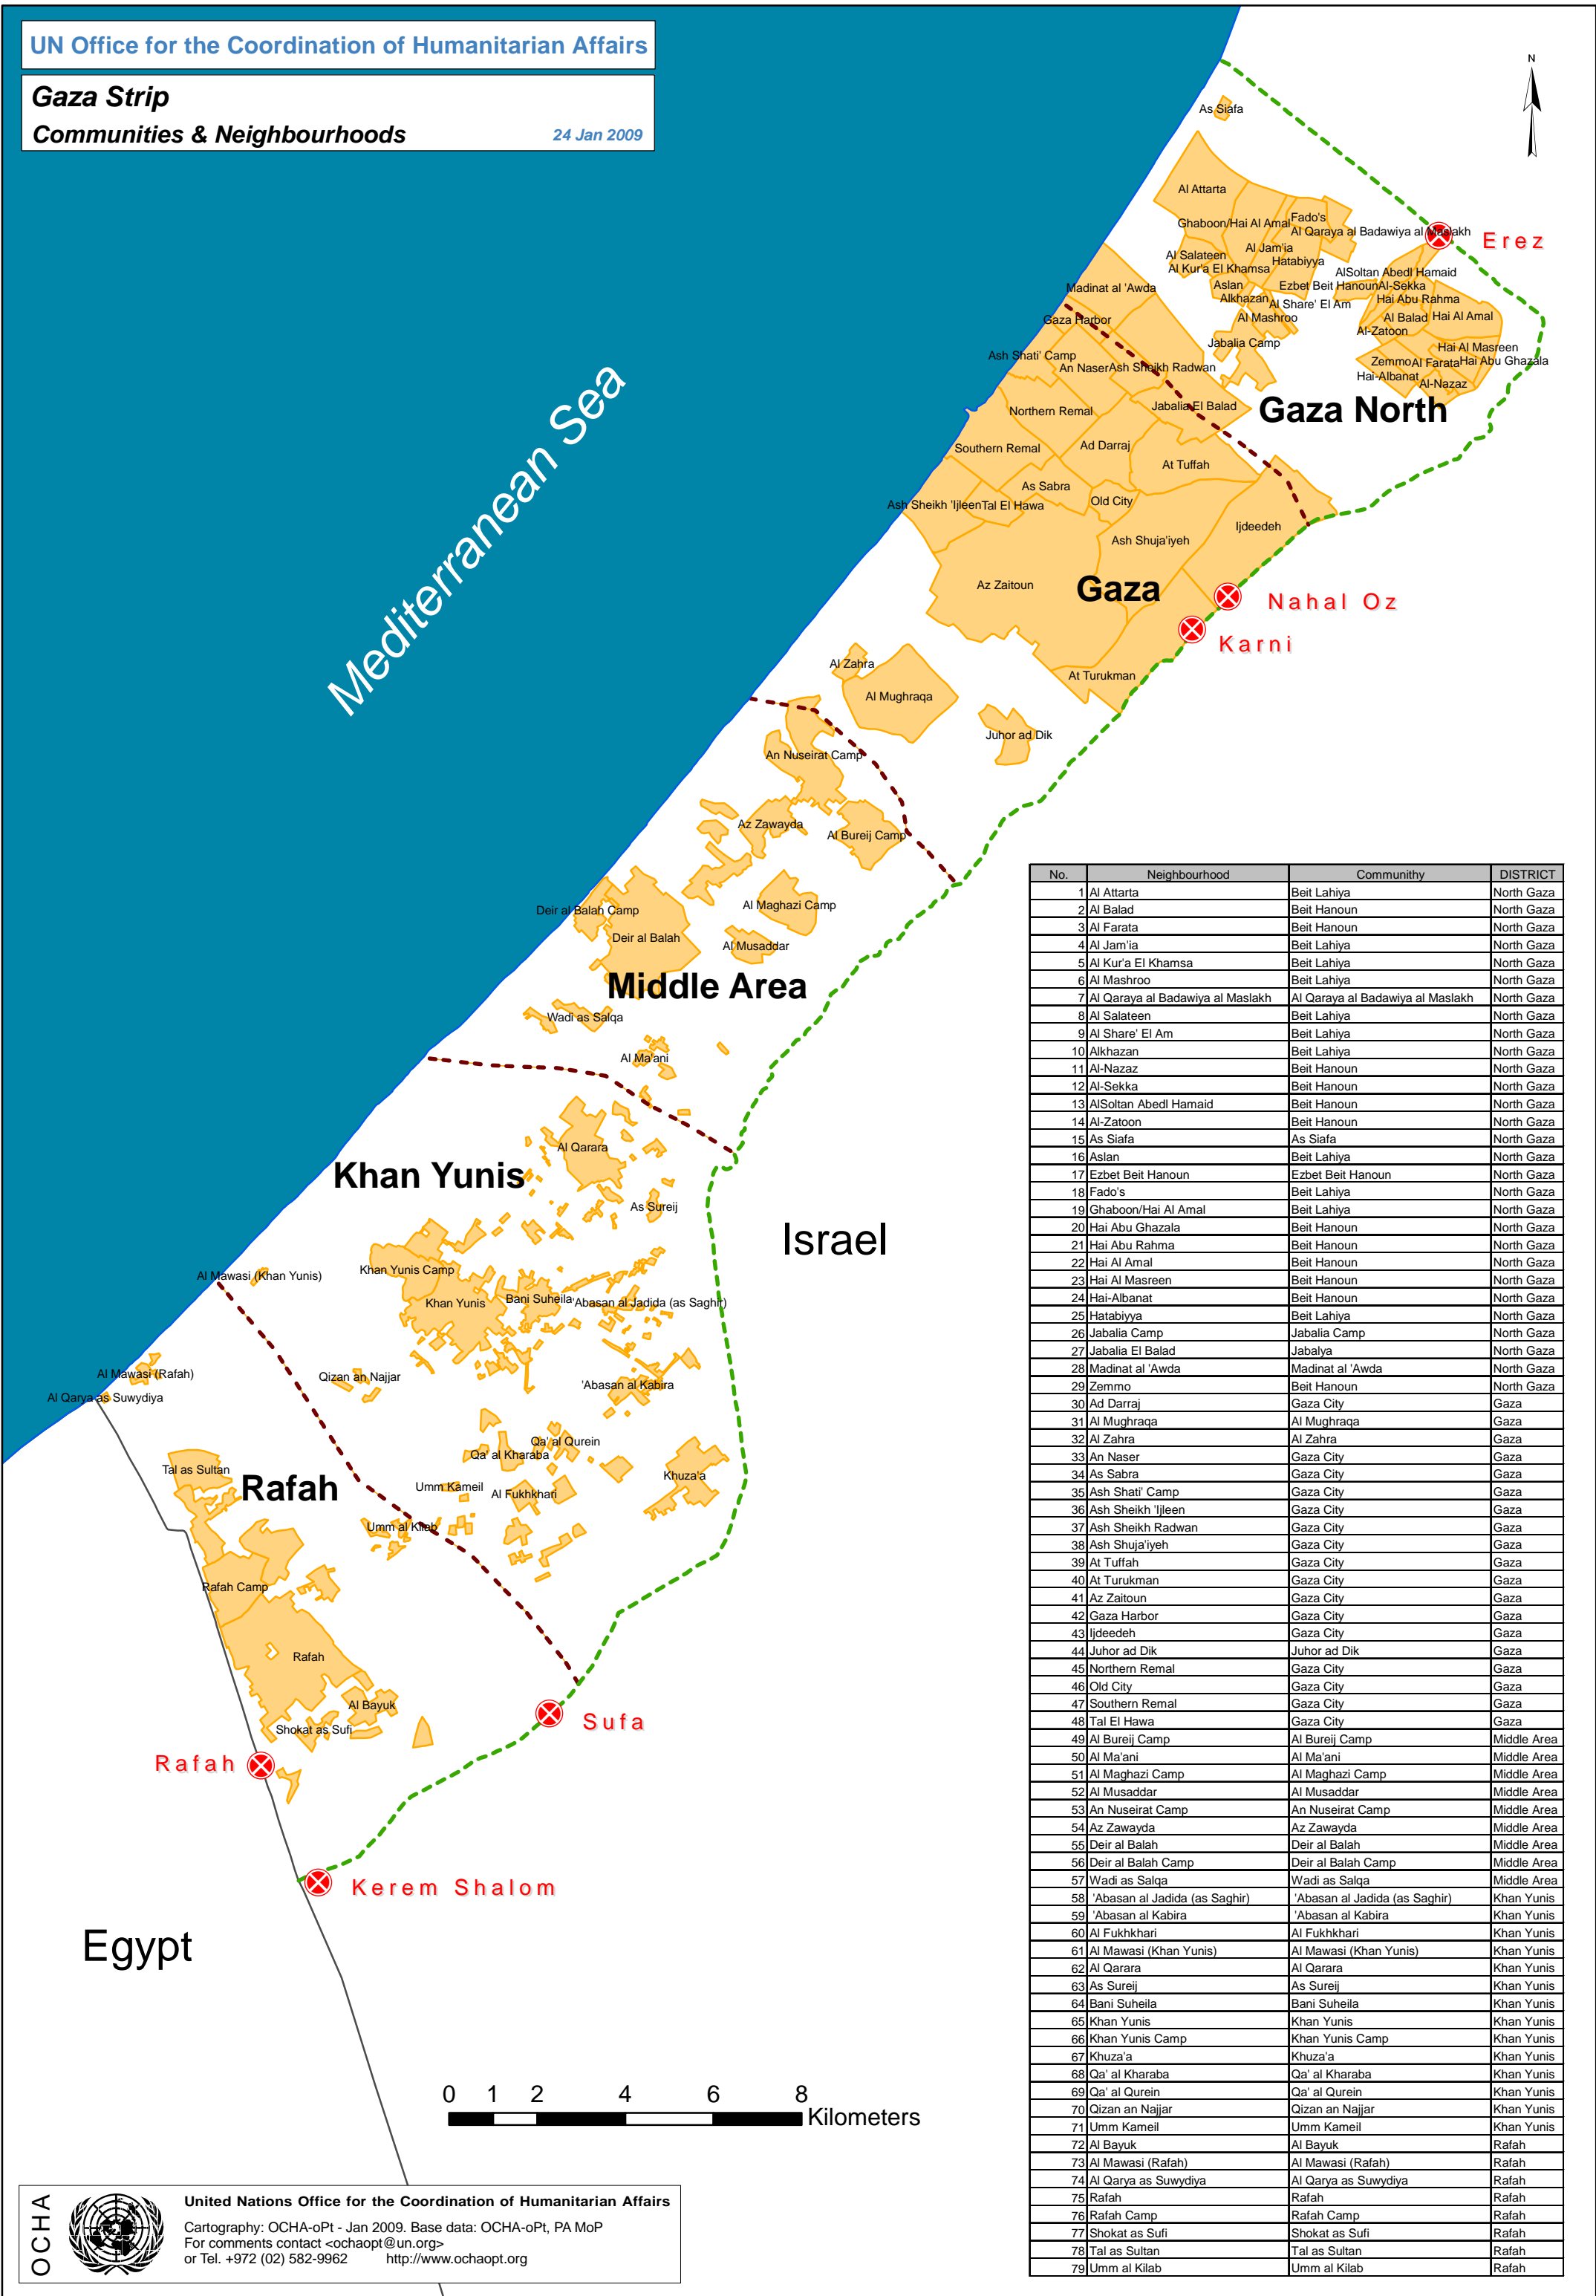 UN Office for the Coordination of Humanitarian Affairs
Gaza Strip
Communities & Neighbourhoods 24 Jan 2009
N
Mediterranean Sea
As Siafa
Al Attarta
Ghaboon/Hai Al Amal
Fado's
Al Qaraya al Badawiya al Maslakh
Erez
Al Jam'ia
Al Salateen
Hatabiyya
Al Kur'a El Khamsa
AlSoltan Abedl Hamaid
Aslan
Ezbet Beit Hanoun
Al-Sekka
Madinat al 'Awda
Alkhazan
Al Share' El Am
Hai Abu Rahma
Gaza Harbor
Al Mashroo
Al Balad
Hai Al Amal
Al-Zatoon
Jabalia Camp
Hai Al Masreen
Ash Shati' Camp
An Naser
Ash Sheikh Radwan
Zemmo
Al Farata
Hai Abu Ghazala
Hai-Albanat
Al-Nazaz
Northern Remal
Jabalia El Balad
Gaza North
Southern Remal
Ad Darraj
At Tuffah
As Sabra
Ash Sheikh 'Ijleen
Tal El Hawa
Old City
Ijdeedeh
Ash Shuja'iyeh
Az Zaitoun
Gaza
Nahal Oz
Karni
Al Zahra
At Turukman
Al Mughraqa
Juhor ad Dik
An Nuseirat Camp
Az Zawayda
Al Bureij Camp
Deir al Balah Camp
Al Maghazi Camp
Deir al Balah
Al Musaddar
Middle Area
Wadi as Salqa
Al Ma'ani
Al Qarara
Khan Yunis
As Sureij
Israel
Al Mawasi (Khan Yunis)
Khan Yunis Camp
Khan Yunis
Bani Suheila
'Abasan al Jadida (as Saghir)
Al Mawasi (Rafah)
Qizan an Najjar
'Abasan al Kabira
Al Qarya as Suwydiya
Qa' al Qurein
Qa' al Kharaba
Tal as Sultan
Khuza'a
Rafah
Umm Kameil
Al Fukhkhari
Umm al Kilab
Rafah Camp
Rafah
Al Bayuk
Shokat as Sufi
Sufa
Rafah
Kerem Shalom
Egypt
0 1 2 4 6 8
Kilometers
No. Neighbourhood Communithy DISTRICT
1 Al Attarta Beit Lahiya North Gaza
2 Al Balad Beit Hanoun North Gaza
3 Al Farata Beit Hanoun North Gaza
4 Al Jam'ia Beit Lahiya North Gaza
5 Al Kur'a El Khamsa Beit Lahiya North Gaza
6 Al Mashroo Beit Lahiya North Gaza
7 Al Qaraya al Badawiya al Maslakh Al Qaraya al Badawiya al Maslakh North Gaza
8 Al Salateen Beit Lahiya North Gaza
9 Al Share' El Am Beit Lahiya North Gaza
10 Alkhazan Beit Lahiya North Gaza
11 Al-Nazaz Beit Hanoun North Gaza
12 Al-Sekka Beit Hanoun North Gaza
13 AlSoltan Abedl Hamaid Beit Hanoun North Gaza
14 Al-Zatoon Beit Hanoun North Gaza
15 As Siafa As Siafa North Gaza
16 Aslan Beit Lahiya North Gaza
17 Ezbet Beit Hanoun Ezbet Beit Hanoun North Gaza
18 Fado's Beit Lahiya North Gaza
19 Ghaboon/Hai Al Amal Beit Lahiya North Gaza
20 Hai Abu Ghazala Beit Hanoun North Gaza
21 Hai Abu Rahma Beit Hanoun North Gaza
22 Hai Al Amal Beit Hanoun North Gaza
23 Hai Al Masreen Beit Hanoun North Gaza
24 Hai-Albanat Beit Hanoun North Gaza
25 Hatabiyya Beit Lahiya North Gaza
26 Jabalia Camp Jabalia Camp North Gaza
27 Jabalia El Balad Jabalya North Gaza
28 Madinat al 'Awda Madinat al 'Awda North Gaza
29 Zemmo Beit Hanoun North Gaza
30 Ad Darraj Gaza City Gaza
31 Al Mughraqa Al Mughraqa Gaza
32 Al Zahra Al Zahra Gaza
33 An Naser Gaza City Gaza
34 As Sabra Gaza City Gaza
35 Ash Shati' Camp Gaza City Gaza
36 Ash Sheikh 'Ijleen Gaza City Gaza
37 Ash Sheikh Radwan Gaza City Gaza
38 Ash Shuja'iyeh Gaza City Gaza
39 At Tuffah Gaza City Gaza
40 At Turukman Gaza City Gaza
41 Az Zaitoun Gaza City Gaza
42 Gaza Harbor Gaza City Gaza
43 Ijdeedeh Gaza City Gaza
44 Juhor ad Dik Juhor ad Dik Gaza
45 Northern Remal Gaza City Gaza
46 Old City Gaza City Gaza
47 Southern Remal Gaza City Gaza
48 Tal El Hawa Gaza City Gaza
49 Al Bureij Camp Al Bureij Camp Middle Area
50 Al Ma'ani Al Ma'ani Middle Area
51 Al Maghazi Camp Al Maghazi Camp Middle Area
52 Al Musaddar Al Musaddar Middle Area
53 An Nuseirat Camp An Nuseirat Camp Middle Area
54 Az Zawayda Az Zawayda Middle Area
55 Deir al Balah Deir al Balah Middle Area
56 Deir al Balah Camp Deir al Balah Camp Middle Area
57 Wadi as Salqa Wadi as Salqa Middle Area
58 'Abasan al Jadida (as Saghir) 'Abasan al Jadida (as Saghir) Khan Yunis
59 'Abasan al Kabira 'Abasan al Kabira Khan Yunis
60 Al Fukhkhari Al Fukhkhari Khan Yunis
61 Al Mawasi (Khan Yunis) Al Mawasi (Khan Yunis) Khan Yunis
62 Al Qarara Al Qarara Khan Yunis
63 As Sureij As Sureij Khan Yunis
64 Bani Suheila Bani Suheila Khan Yunis
65 Khan Yunis Khan Yunis Khan Yunis
66 Khan Yunis Camp Khan Yunis Camp Khan Yunis
67 Khuza'a Khuza'a Khan Yunis
68 Qa' al Kharaba Qa' al Kharaba Khan Yunis
69 Qa' al Qurein Qa' al Qurein Khan Yunis
70 Qizan an Najjar Qizan an Najjar Khan Yunis
71 Umm Kameil Umm Kameil Khan Yunis
72 Al Bayuk Al Bayuk Rafah
73 Al Mawasi (Rafah) Al Mawasi (Rafah) Rafah
74 Al Qarya as Suwydiya Al Qarya as Suwydiya Rafah
75 Rafah Rafah Rafah
76 Rafah Camp Rafah Camp Rafah
77 Shokat as Sufi Shokat as Sufi Rafah
78 Tal as Sultan Tal as Sultan Rafah
79 Umm al Kilab Umm al Kilab Rafah
OCHA
United Nations Office for the Coordination of Humanitarian Affairs
Cartography: OCHA-oPt - Jan 2009. Base data: OCHA-oPt, PA MoP
For comments contact <ochaopt@un.org>
or Tel. +972 (02) 582-9962 http://www.ochaopt.org